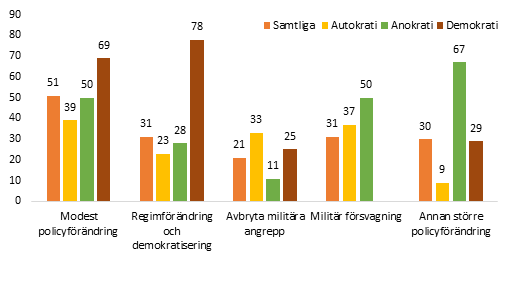 90
80
70
60
50
40
30
20
10
0
Samtliga Autokrati Anokrati Demokrati
51 39 50 69
31 23 28 78
21 33 11 25
31 37 50
30 9 67 29
Modest
policyförändring
Regimförändring
och
demokratisering
Avbryta militära
angrepp
Militär försvagning
Annan större
policyförändring